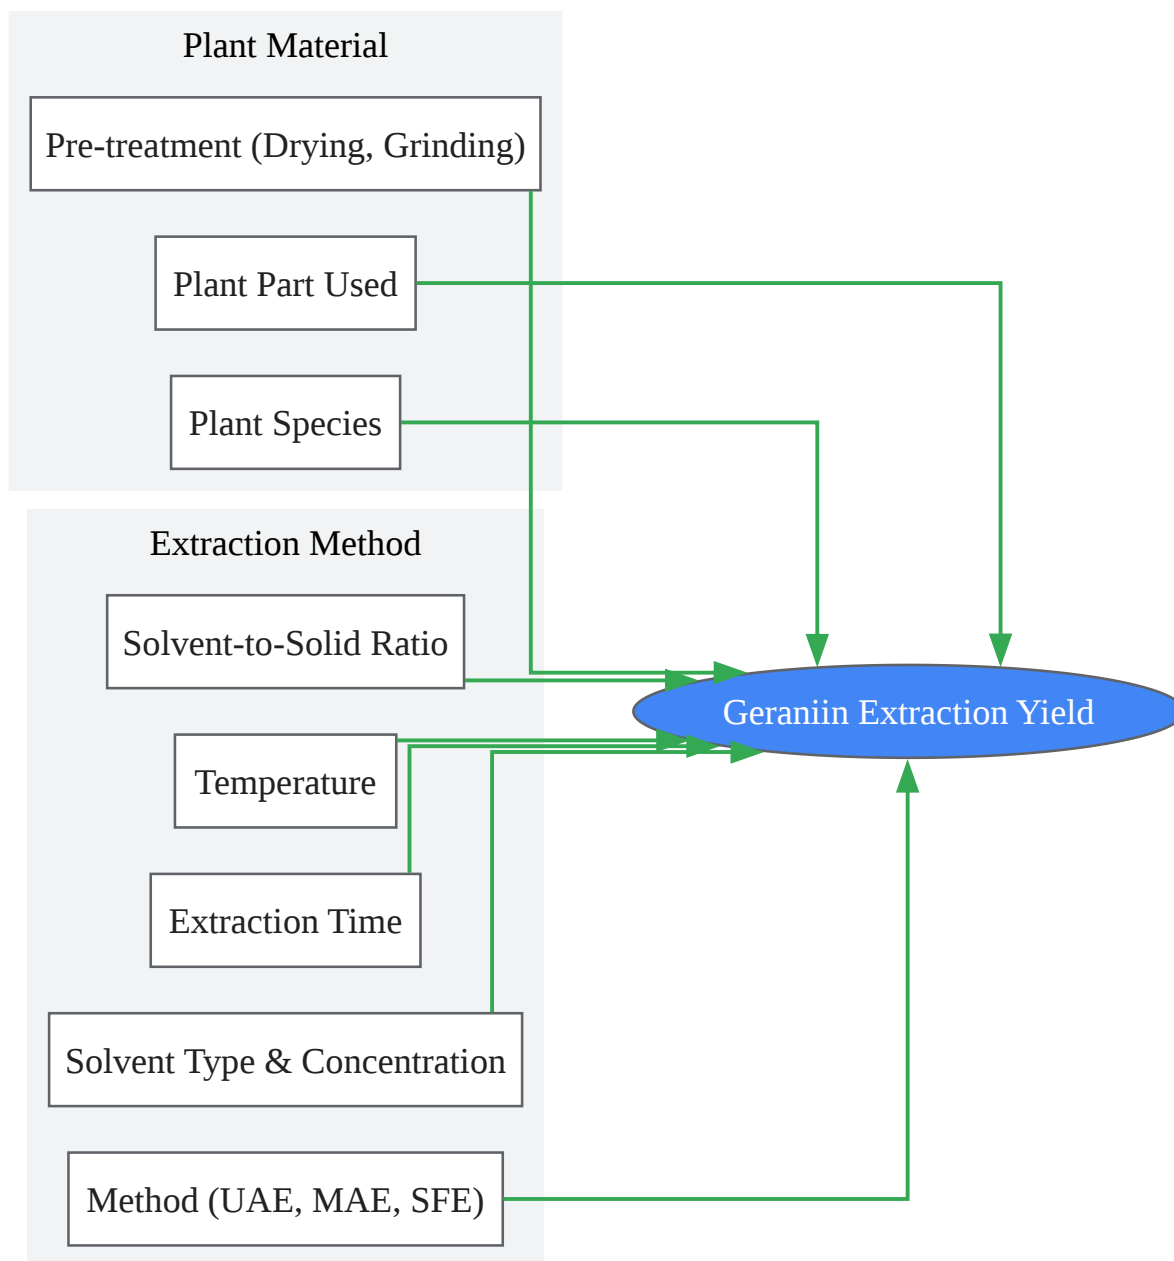 Plant Material
Pre-treatment (Drying, Grinding)
Plant Part Used
Plant Species
Extraction Method
Solvent-to-Solid Ratio
Geraniin Extraction Yield
Temperature
Extraction Time
Solvent Type & Concentration
Method (UAE, MAE, SFE)